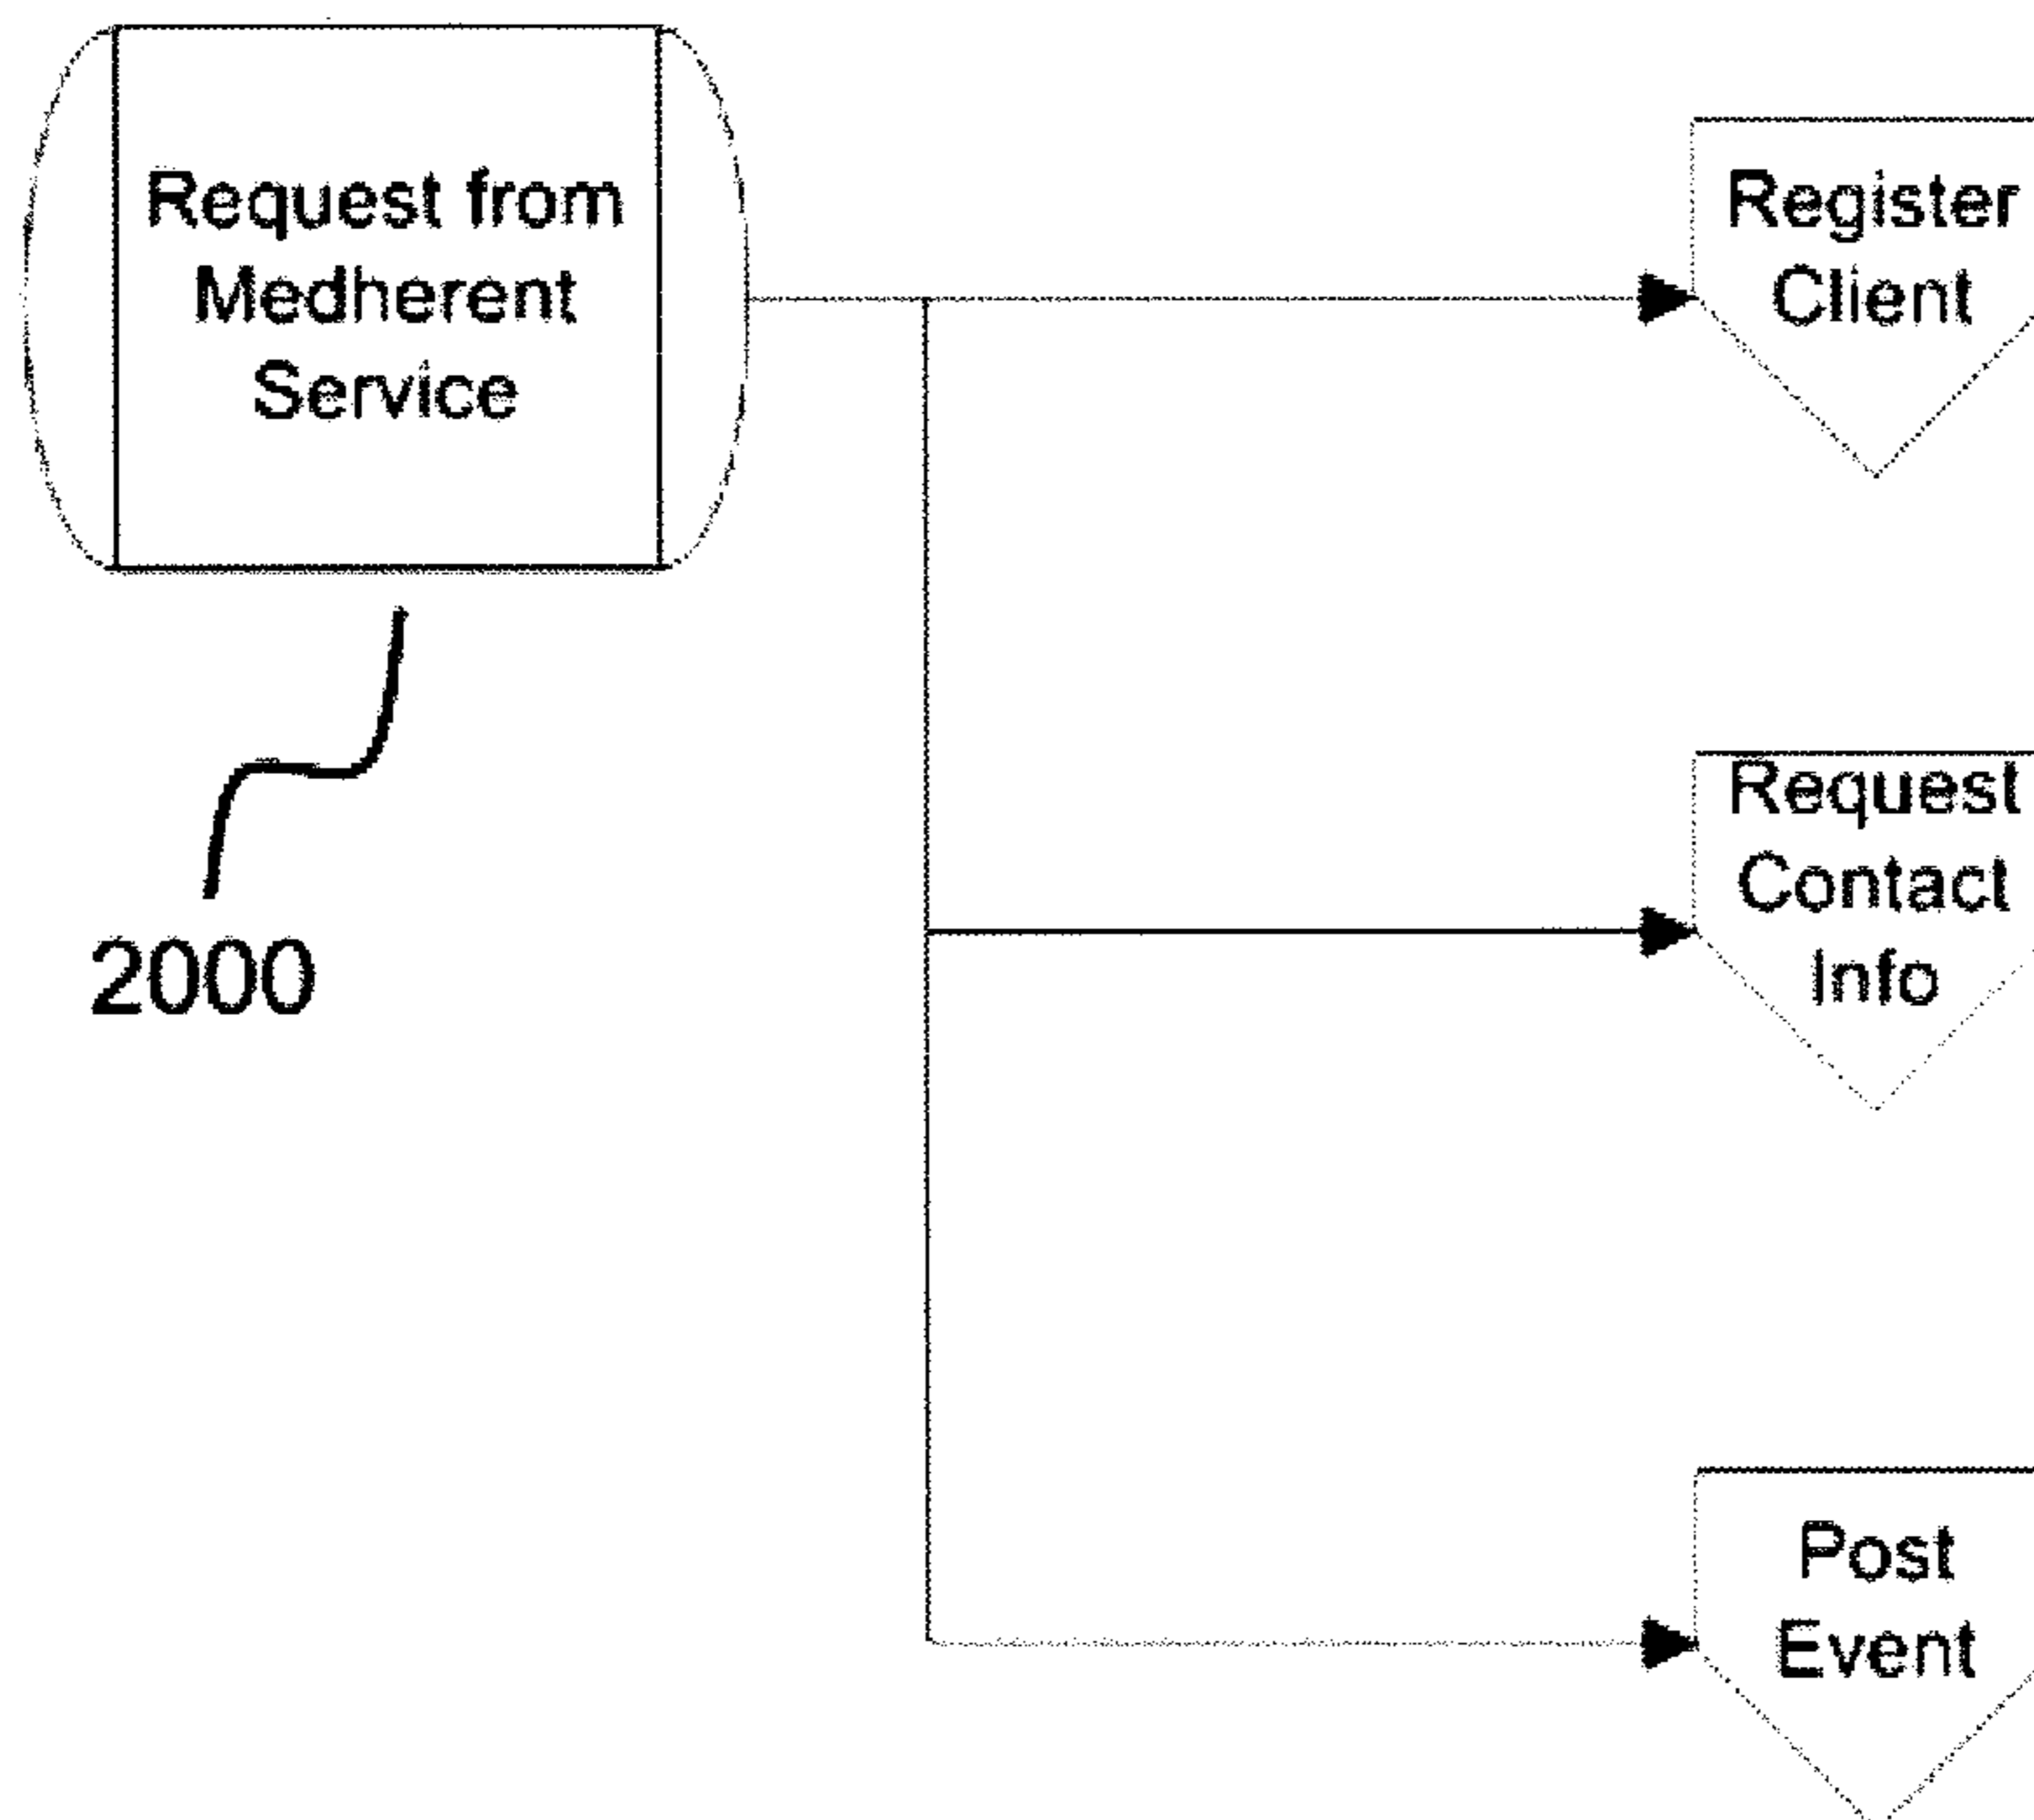 Request from
Medherent
Service
2000
Register
Client
Request
Contact
Info
Post
Event